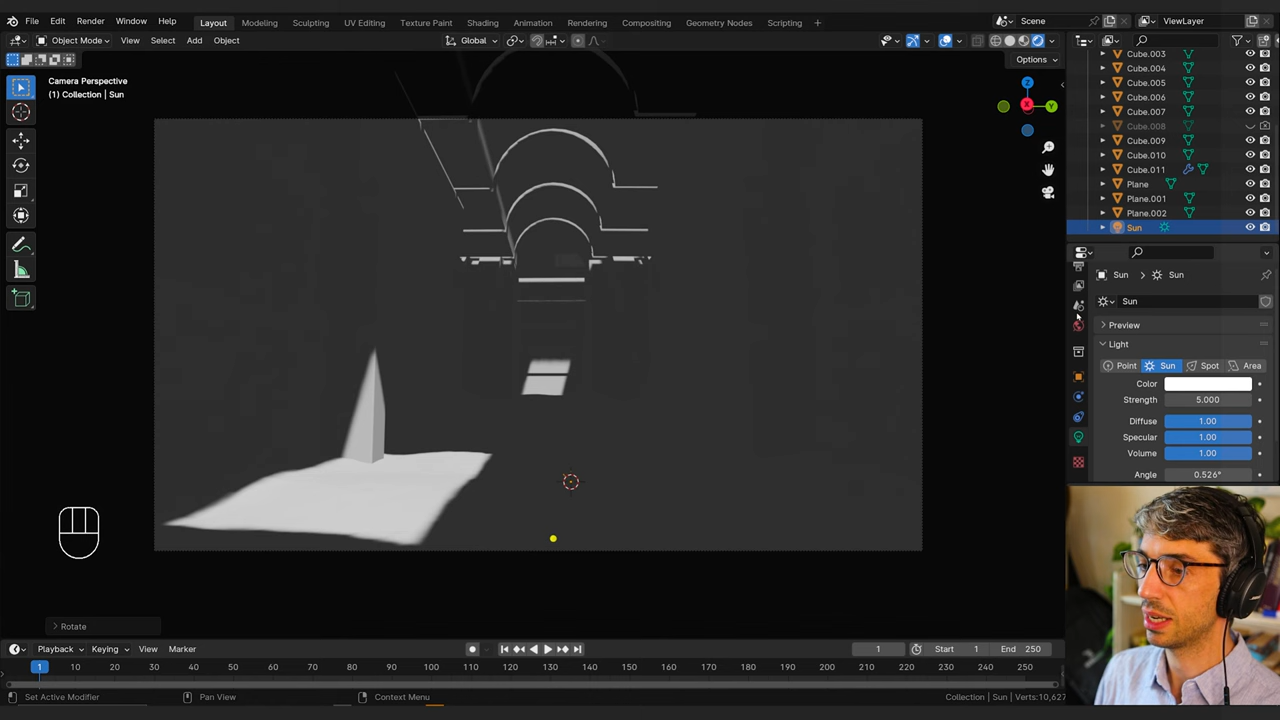 File Edit Render Window Help Layout Modeling Sculpting UV Editing Texture Paint Shading Animation Rendering Compositing Geometry Nodes Scripting + Scene ViewLayer
Object Mode View Select Add Object Global
Options
Camera Perspective
(1) Collection | Sun
Z
X
Y
Cube.003
Cube.004
Cube.005
Cube.006
Cube.007
Cube.008
Cube.009
Cube.010
Cube.011
Plane
Plane.001
Plane.002
Sun
Sun > Sun
Sun
Preview
Light
Point Sun Spot Area
Color
Strength 5.000
Diffuse 1.00
Specular 1.00
Volume 1.00
Angle 0.526°
Rotate
Playback Keying View Marker 1 Start 1 End 250
1 10 20 30 40 50 60 70 80 90 100 110 120 130 140 150 160 170 180 190 200 210 220 230 240 250
Set Active Modifier Pan View Context Menu Collection | Sun | Verts:10,627